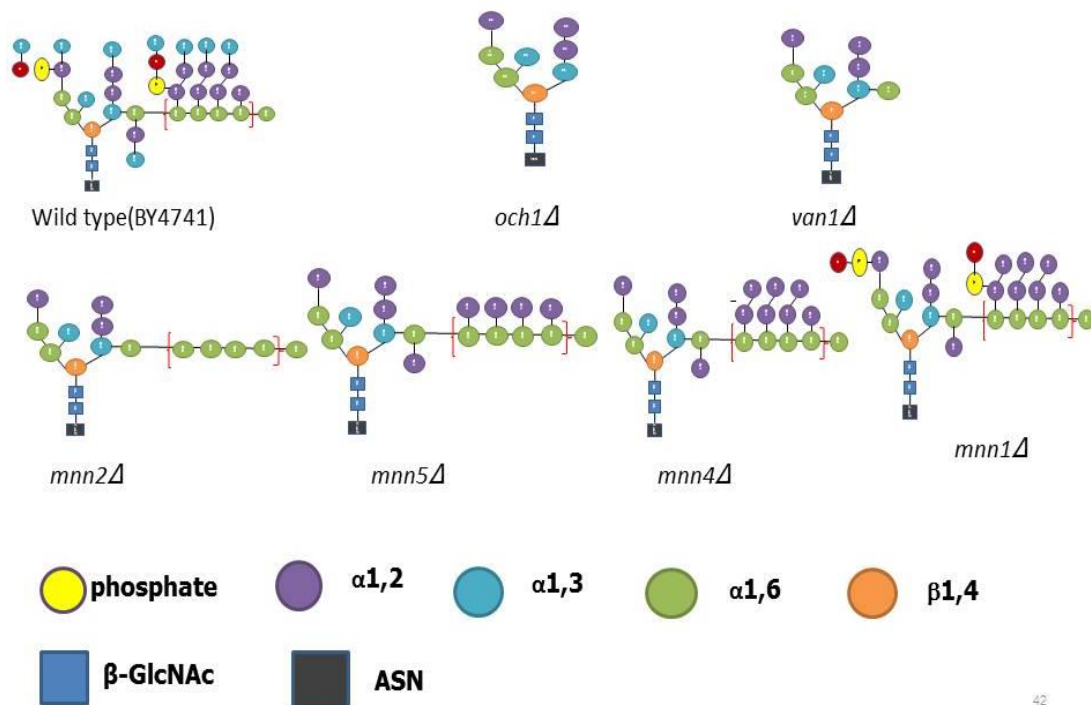 Wild type(BY4741)
och1Δ
van1Δ
mnn2Δ
mnn5Δ
mnn4Δ
mnn1Δ
phosphate
α1,2
α1,3
α1,6
β1,4
β-GlcNAc
ASN
42